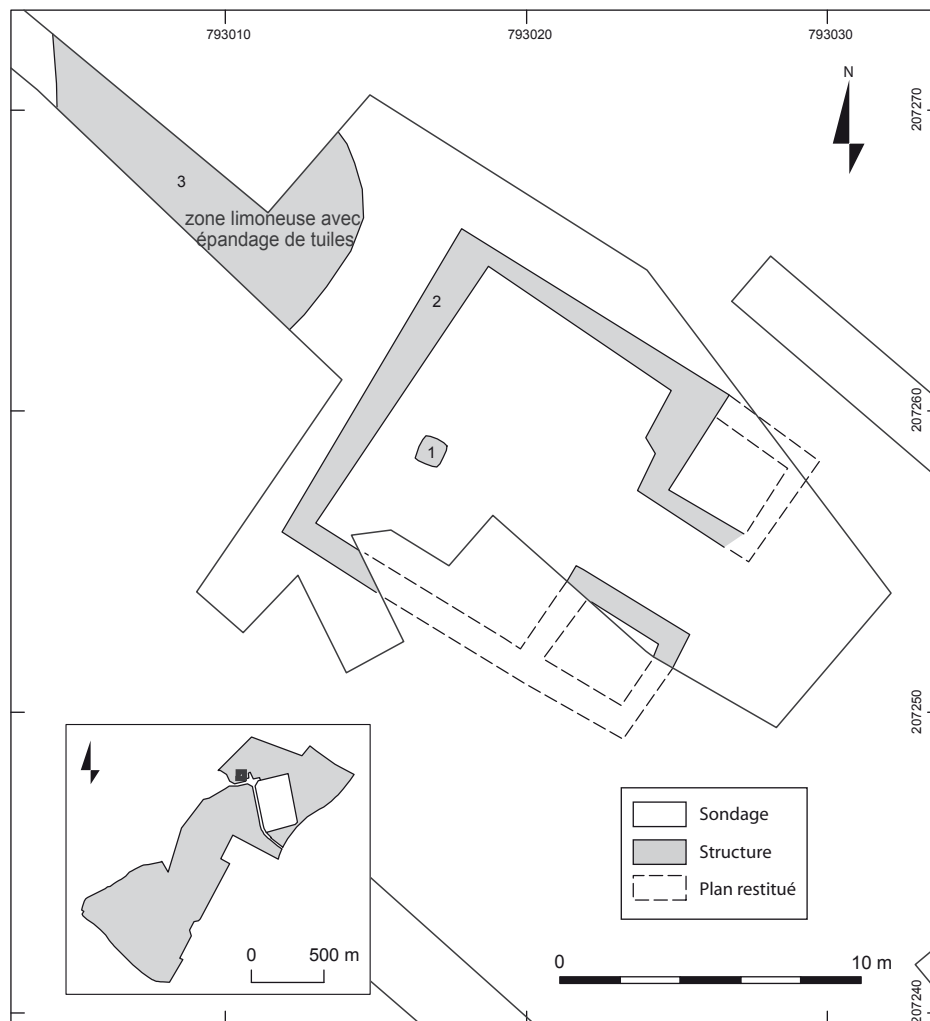 793010
793020
793030
N
207270
3
zone limoneuse avec
épandage de tuiles
2
207260
1
207250
Sondage
Structure
Plan restitué
0
500 m
0
10 m
207240